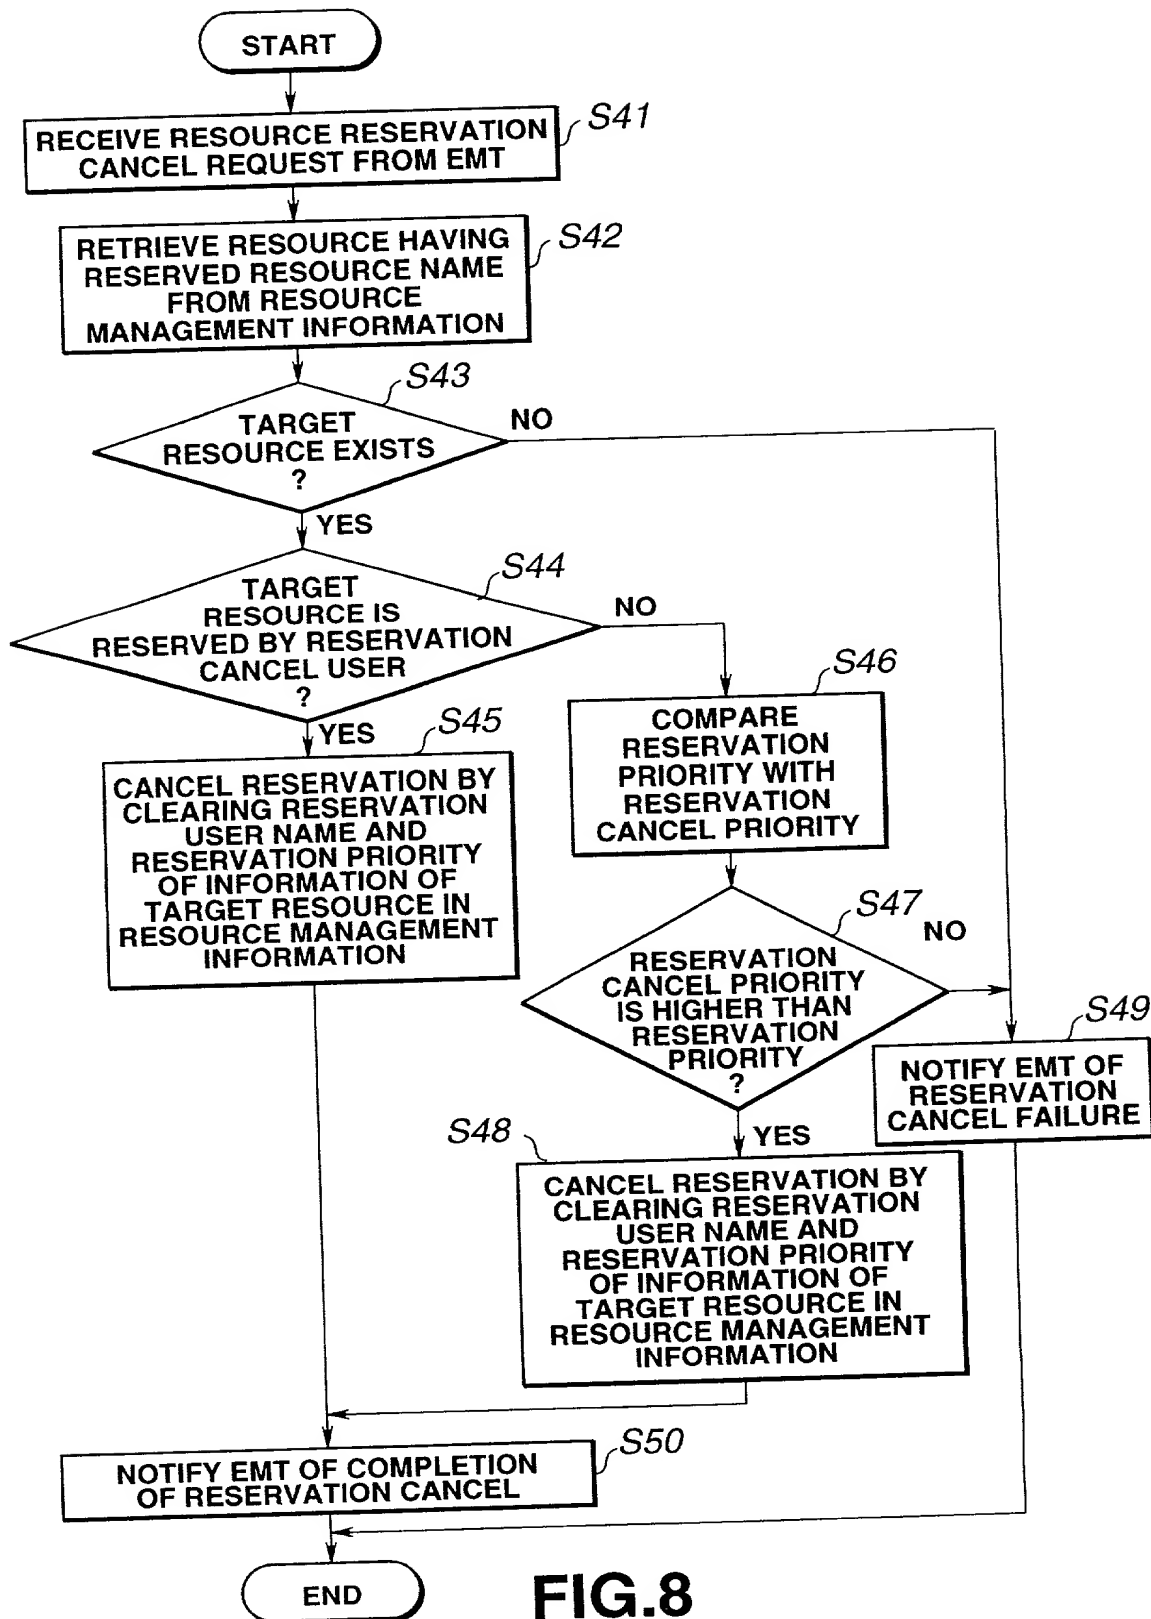 START
RECEIVE RESOURCE RESERVATION
CANCEL REQUEST FROM EMT
S41
RETRIEVE RESOURCE HAVING
RESERVED RESOURCE NAME
FROM RESOURCE
MANAGEMENT INFORMATION
S42
S43
TARGET
RESOURCE EXISTS
?
NO
YES
S44
TARGET
RESOURCE IS
RESERVED BY RESERVATION
CANCEL USER
?
NO
YES
S45
CANCEL RESERVATION BY
CLEARING RESERVATION
USER NAME AND
RESERVATION PRIORITY
OF INFORMATION OF
TARGET RESOURCE IN
RESOURCE MANAGEMENT
INFORMATION
S46
COMPARE
RESERVATION
PRIORITY WITH
RESERVATION
CANCEL PRIORITY
S47
RESERVATION
CANCEL PRIORITY
IS HIGHER THAN
RESERVATION
PRIORITY
?
NO
YES
S49
NOTIFY EMT OF
RESERVATION
CANCEL FAILURE
S48
CANCEL RESERVATION BY
CLEARING RESERVATION
USER NAME AND
RESERVATION PRIORITY
OF INFORMATION OF
TARGET RESOURCE IN
RESOURCE MANAGEMENT
INFORMATION
S50
NOTIFY EMT OF COMPLETION
OF RESERVATION CANCEL
END
FIG.8